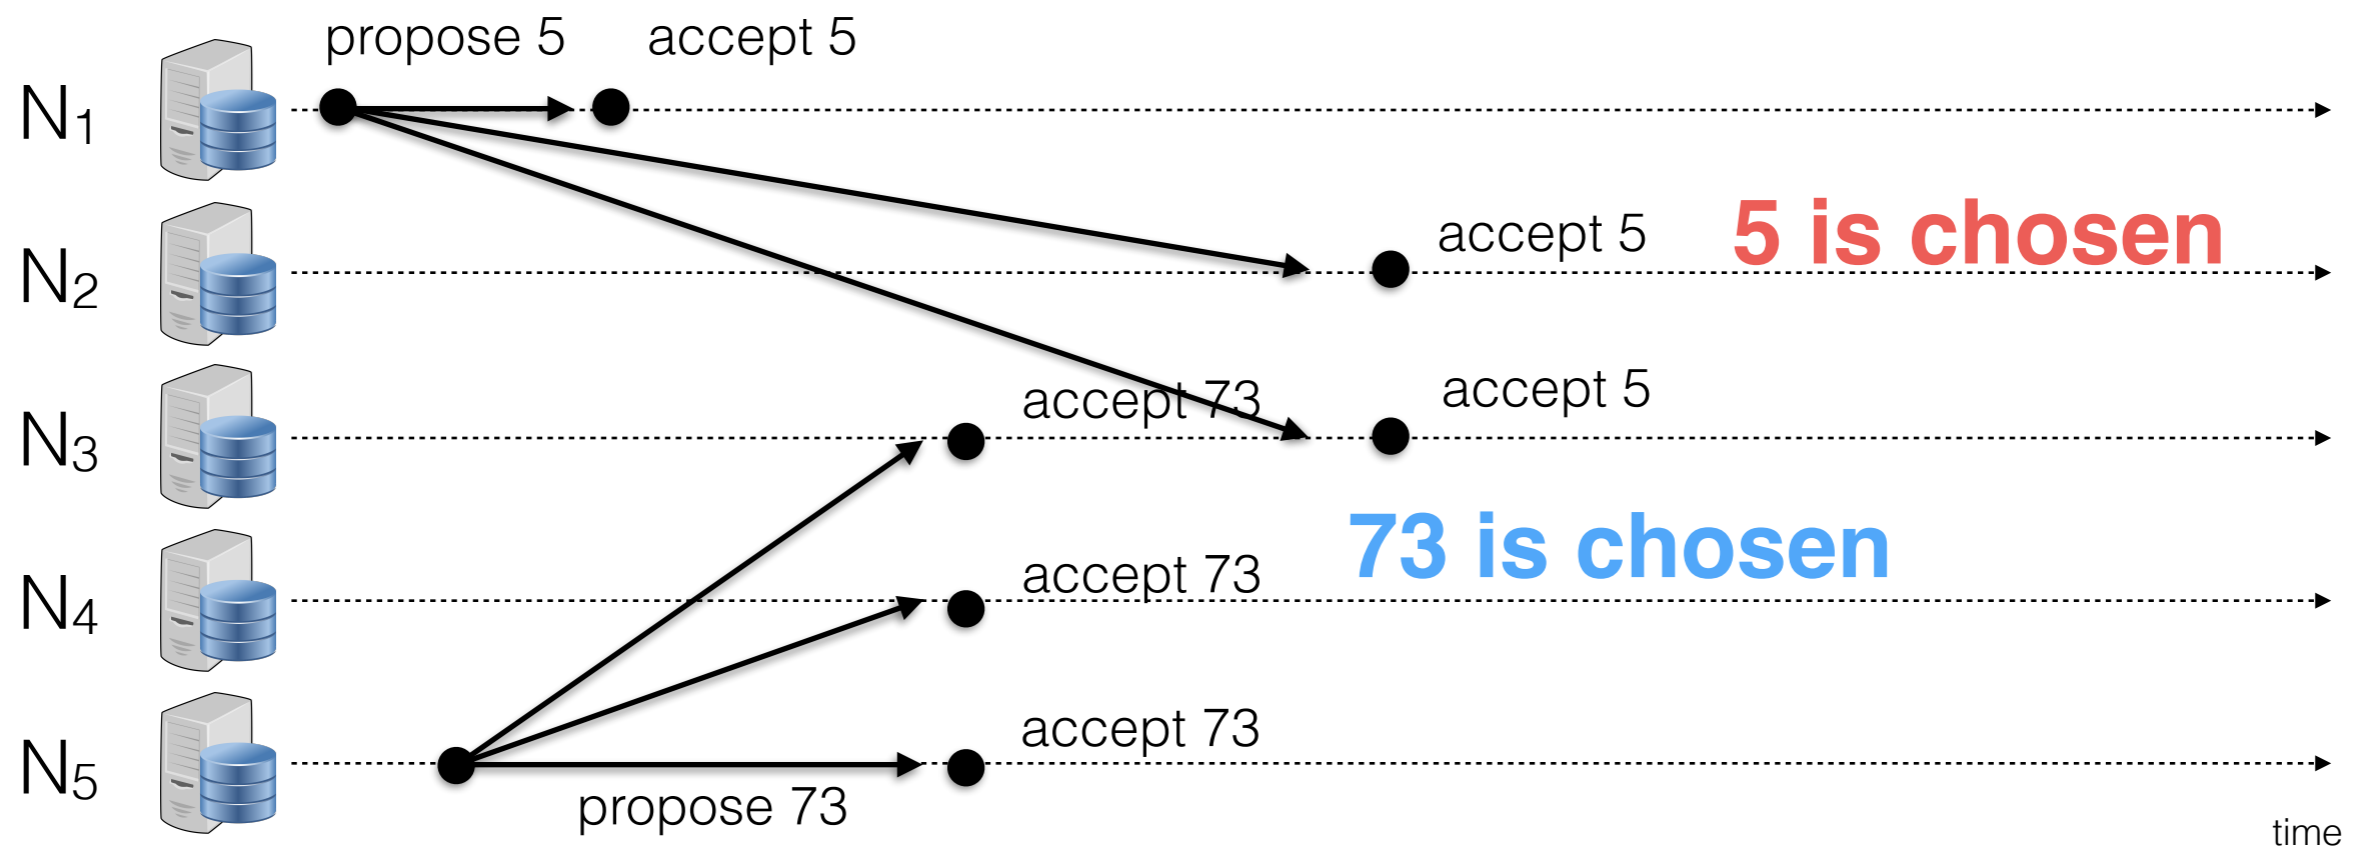 propose 5 accept 5
N1
accept 5 5 is chosen
N2
accept 73 accept 5
N3
73 is chosen
accept 73
N4
accept 73
N5
propose 73
time